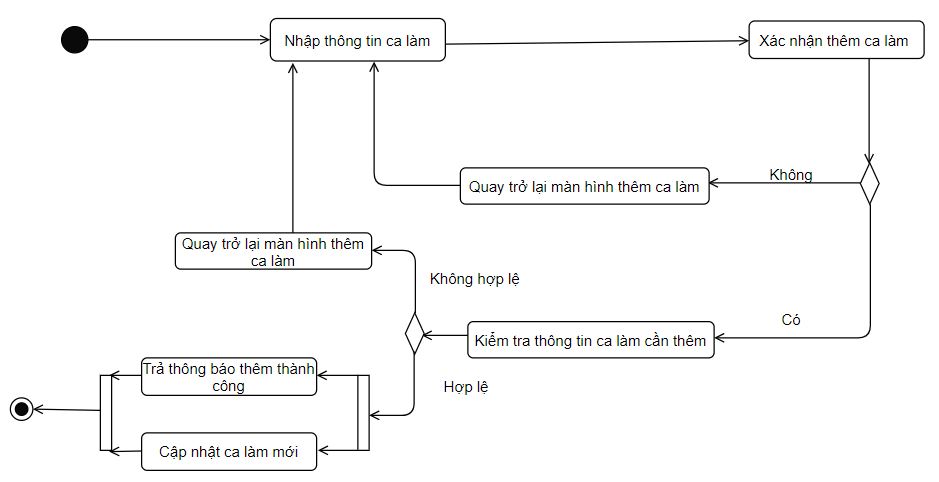 Nhập thông tin ca làm
Xác nhận thêm ca làm
Không
Quay trở lại màn hình thêm ca làm
Quay trở lại màn hình thêm
ca làm
Không hợp lệ
Có
Kiểm tra thông tin ca làm cần thêm
Trả thông báo thêm thành
công
Hợp lệ
Cập nhật ca làm mới